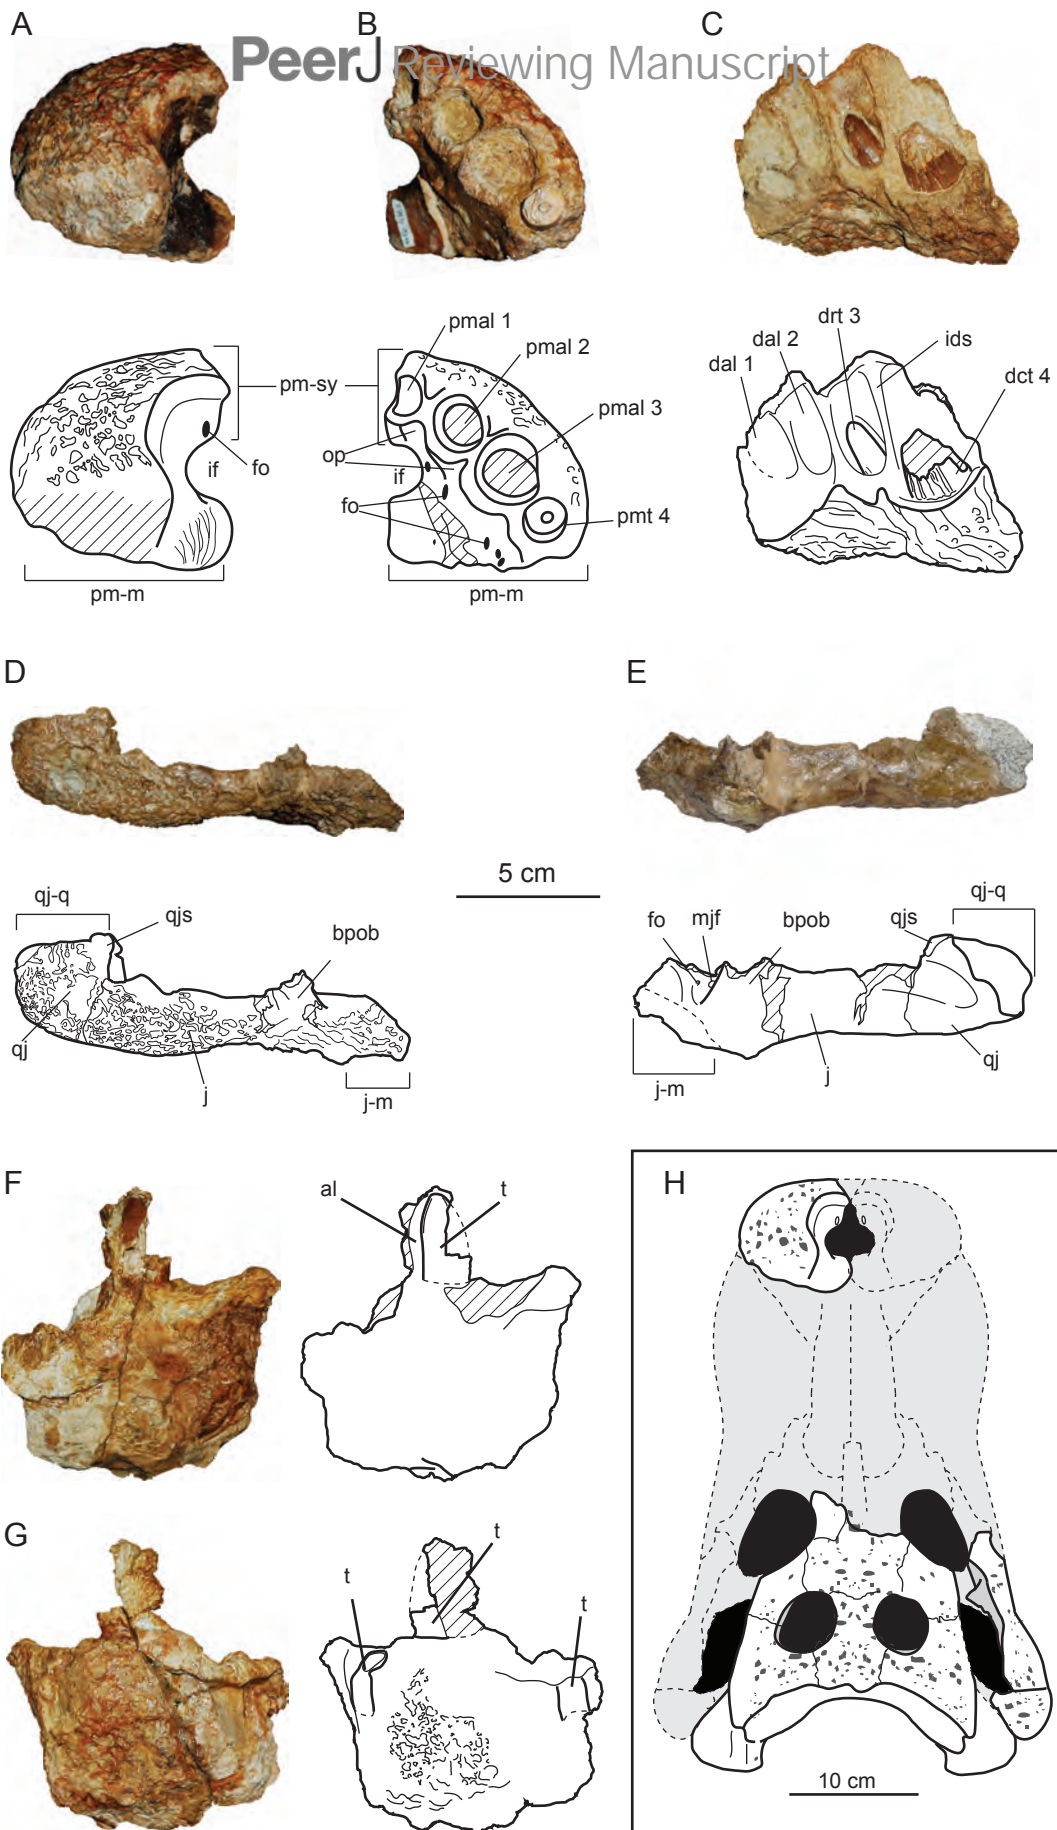 A
B
C
PeerJ Reviewing Manuscript
pmal 1
pmal 2
pmal 3
pmt 4
pm-sy
op
if
fo
if
fo
pm-m
pm-m
drt 3
dal 2
dal 1
ids
dct 4
D
E
5 cm
qj-q
qjs
bpob
qj
j
j-m
qj-q
fo
mjf
bpob
qjs
j
qj
j-m
F
al
t
G
t
t
t
H
10 cm